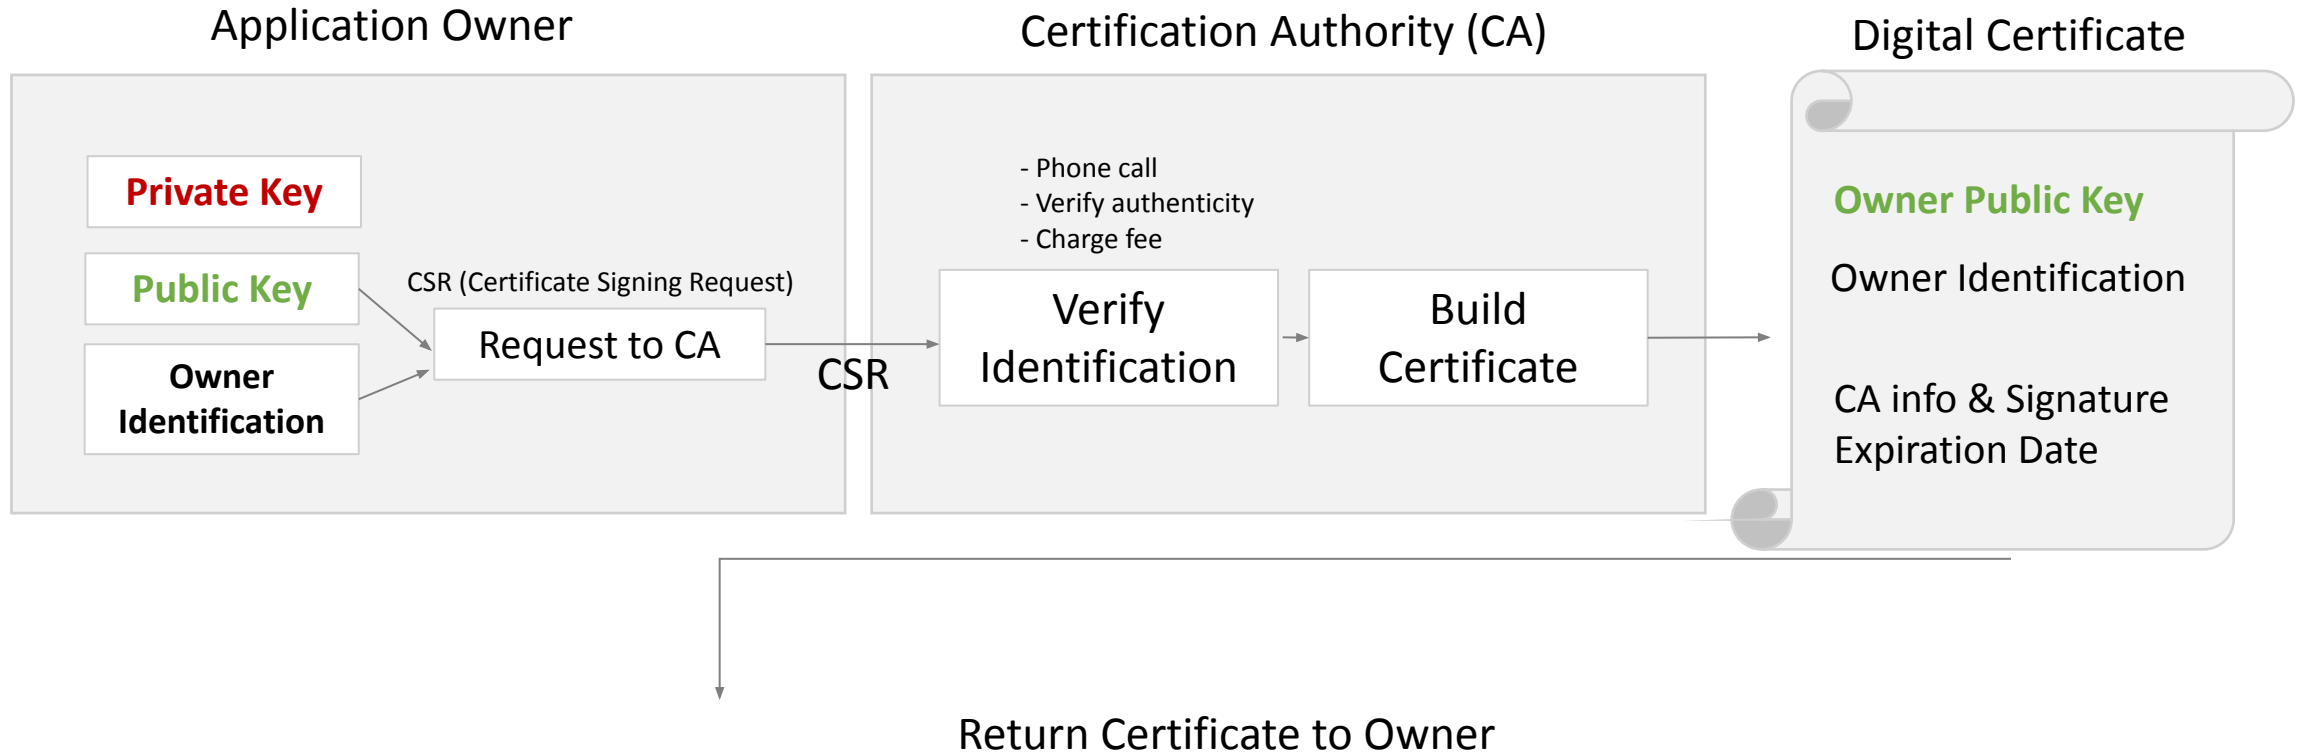 Application Owner
Certification Authority (CA)
Digital Certificate
Private Key
Public Key
Owner
Identification
CSR (Certificate Signing Request)
Request to CA
CSR
- Phone call
- Verify authenticity
- Charge fee
Verify
Identification
Build
Certificate
Owner Public Key
Owner Identification
CA info & Signature
Expiration Date
Return Certificate to Owner